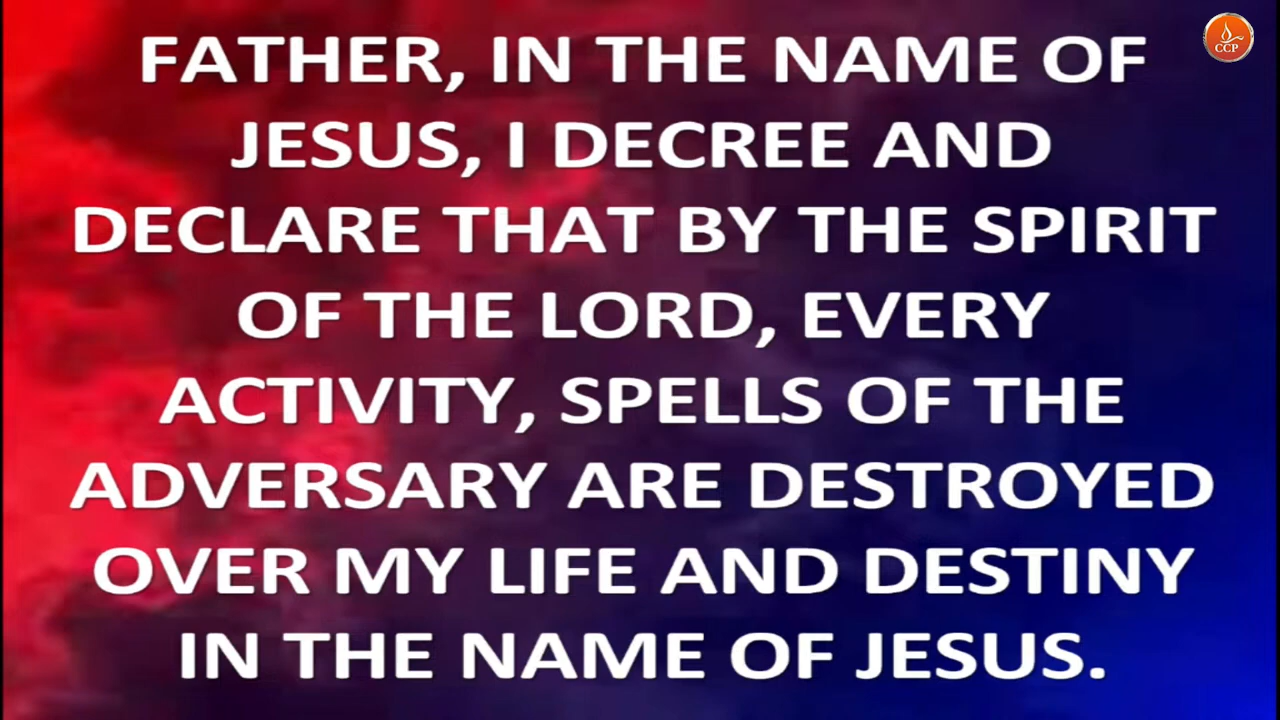 FATHER, IN THE NAME OF
JESUS, I DECREE AND
DECLARE THAT BY THE SPIRIT
OF THE LORD, EVERY
ACTIVITY, SPELLS OF THE
ADVERSARY ARE DESTROYED
OVER MY LIFE AND DESTINY
IN THE NAME OF JESUS.
CCP